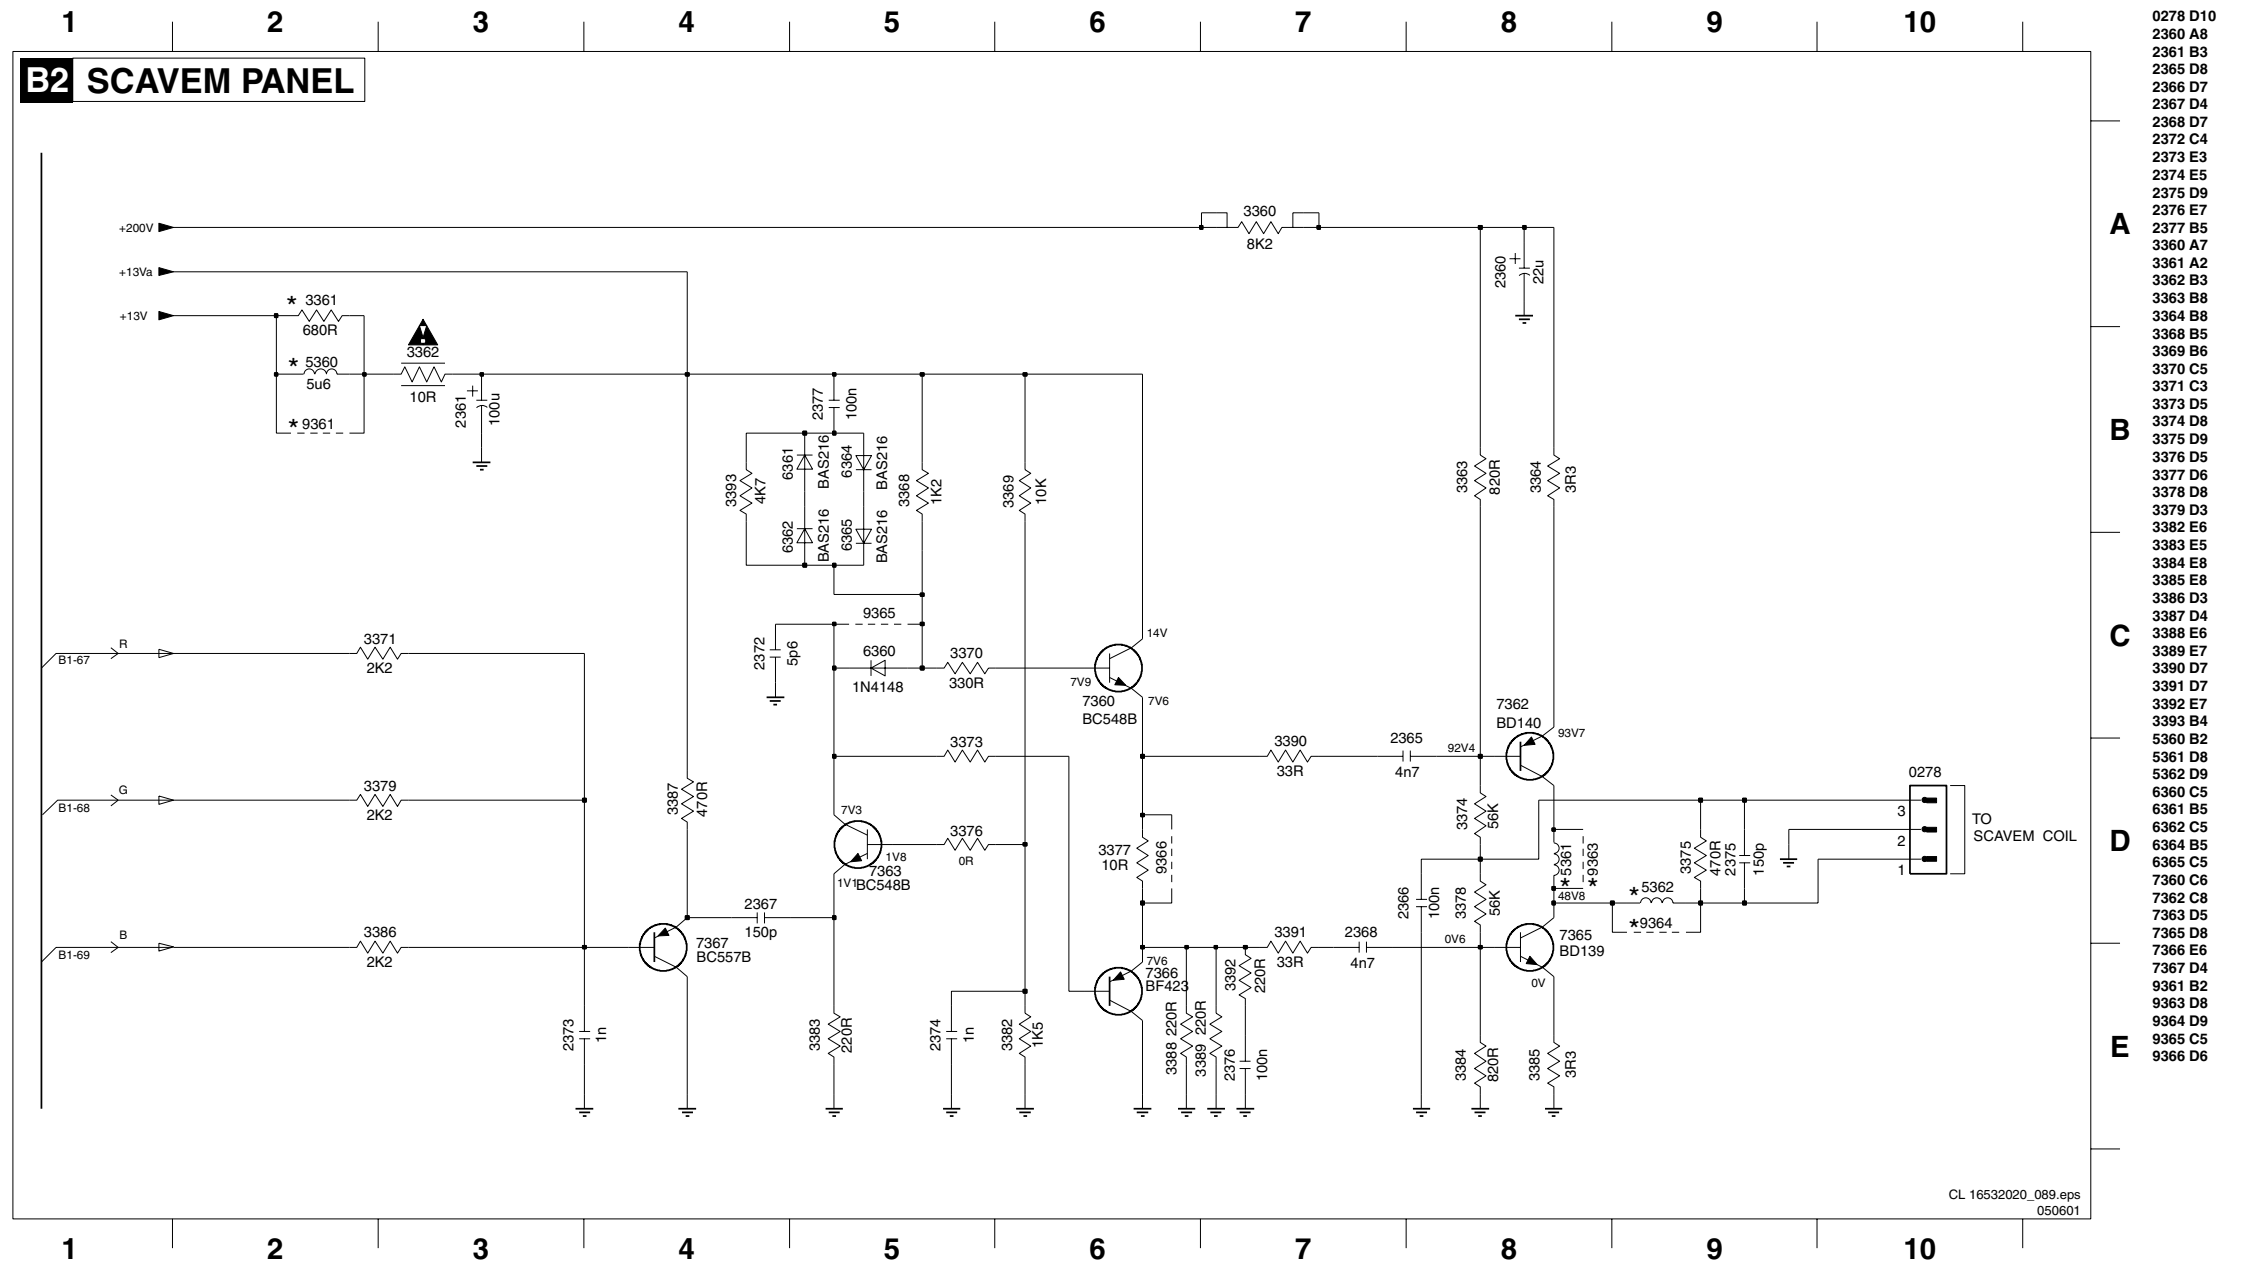 1 2 3 4 5 6 7 8 9 10
B2 SCAVEM PANEL
+200V
3360
8K2
+13Va
2360
+
22u
* 3361
+13V
680R
3362
* 5360
5u6
10R
* 9361
2361
+
100u
2377
100n
6361
BAS216
6364
BAS216
3393
4K7
3368
1K2
3369
10K
3363
820R
3364
3R3
6362
BAS216
6365
BAS216
9365
R
3371
B1-67
2K2
2372
5p6
6360
1N4148
3370
330R
14V
7V9
7360
BC548B
7V6
7362
BD140
93V7
3373
3390
33R
2365
4n7
92V4
G
3379
B1-68
2K2
3387
470R
7V3
3376
0R
1V8
7363
1V1
BC548B
3377
10R
9366
3374
56K
*5361
*9363
48V8
3375
470R
2375
150p
0278
3
2
1
TO
SCAVEM COIL
2367
150p
2366
100n
3378
56K
*5362
*9364
B
3386
B1-69
2K2
7367
BC557B
3391
33R
2368
4n7
0V6
7365
BD139
0V
7V6
7366
BF423
3392
220R
2373
1n
3383
220R
2374
1n
3382
1K5
3388 220R
3389 220R
2376
100n
3384
820R
3385
3R3
CL 16532020_089.eps
050601
1 2 3 4 5 6 7 8 9 10
A
B
C
D
E
0278 D10
2360 A8
2361 B3
2365 D8
2366 D7
2367 D4
2368 D7
2372 C4
2373 E3
2374 E5
2375 D9
2376 E7
2377 B5
3360 A7
3361 A2
3362 B3
3363 B8
3364 B8
3368 B5
3369 B6
3370 C5
3371 C3
3373 D5
3374 D8
3375 D9
3376 D5
3377 D6
3378 D8
3379 D3
3382 E6
3383 E5
3384 E8
3385 E8
3386 D3
3387 D4
3388 E6
3389 E7
3390 D7
3391 D7
3392 E7
3393 B4
5360 B2
5361 D8
5362 D9
6360 C5
6361 B5
6362 C5
6364 B5
6365 C5
7360 C6
7362 C8
7363 D5
7365 D8
7366 E6
7367 D4
9361 B2
9363 D8
9364 D9
9365 C5
9366 D6